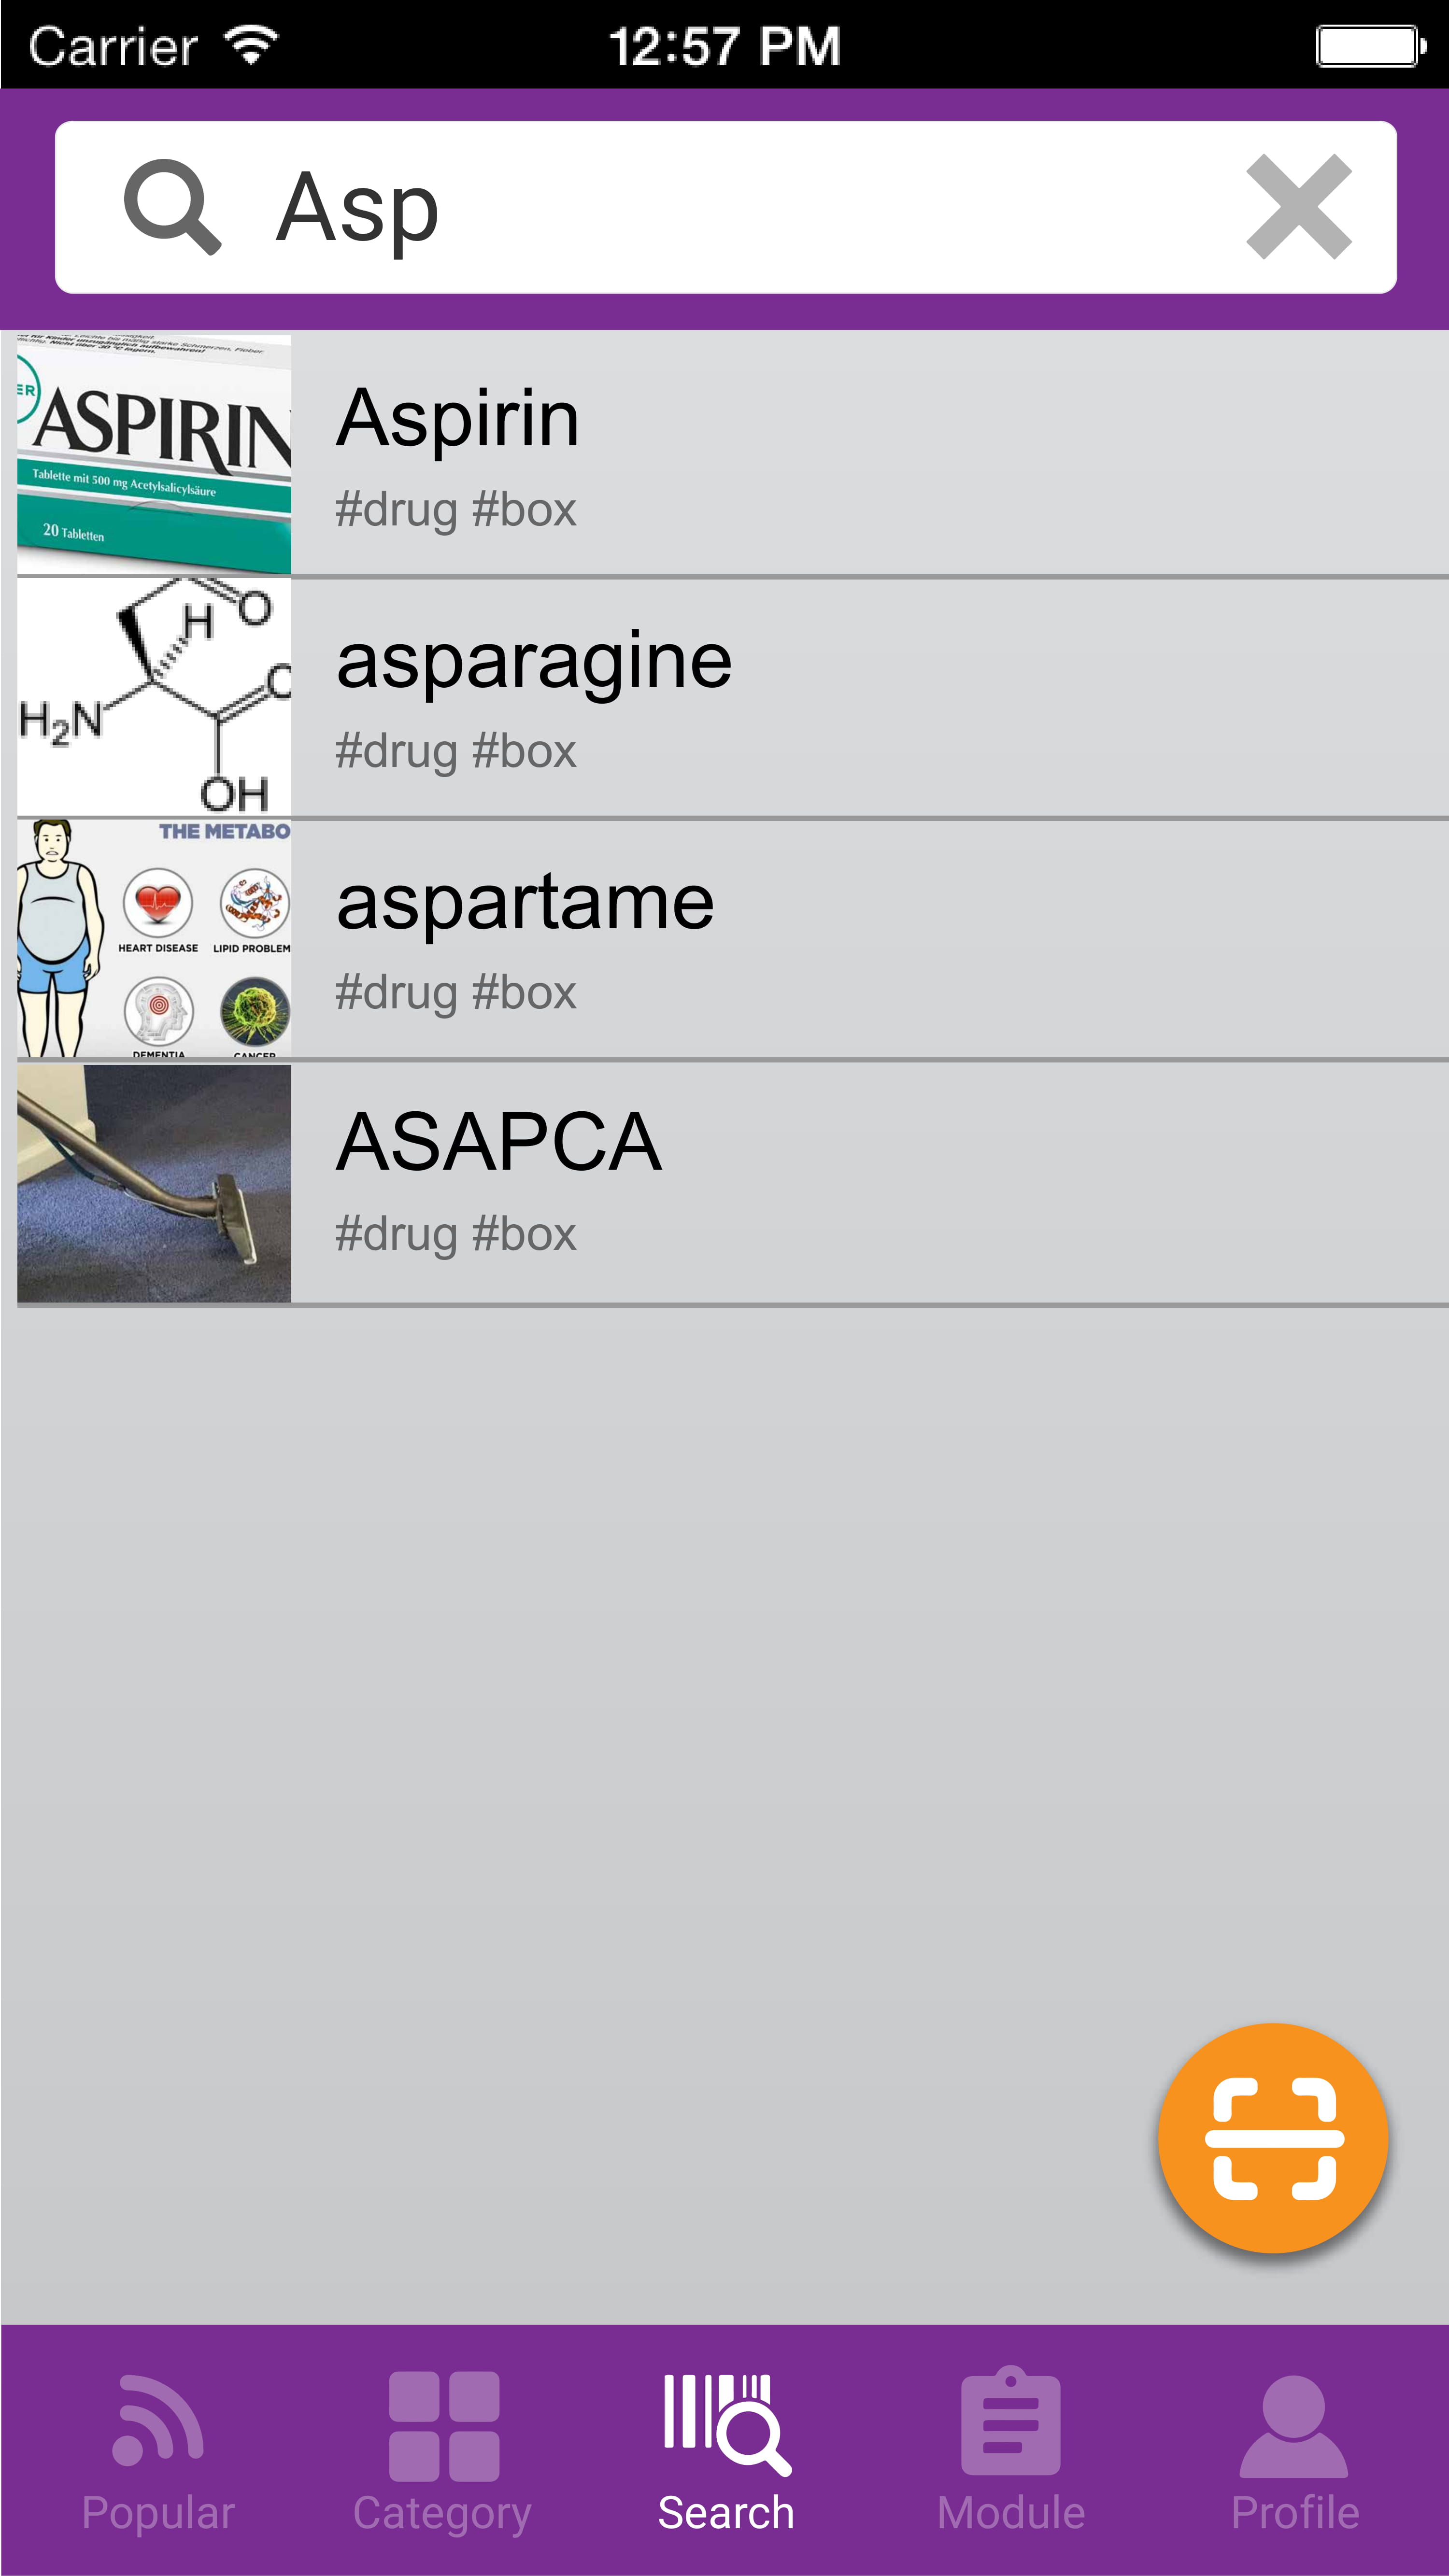 Carrier 12:57 PM
Asp
ER
ASPIRIN
Tablette mit 500 mg Acetylsalicylsäure
20 Tabletten
Aspirin
#drug #box
H
O
O
H₂N
OH
asparagine
#drug #box
THE METABO
HEART DISEASE LIPID PROBLEM
DEMENTIA CANCER
aspartame
#drug #box
ASAPCA
#drug #box
Popular Category Search Module Profile